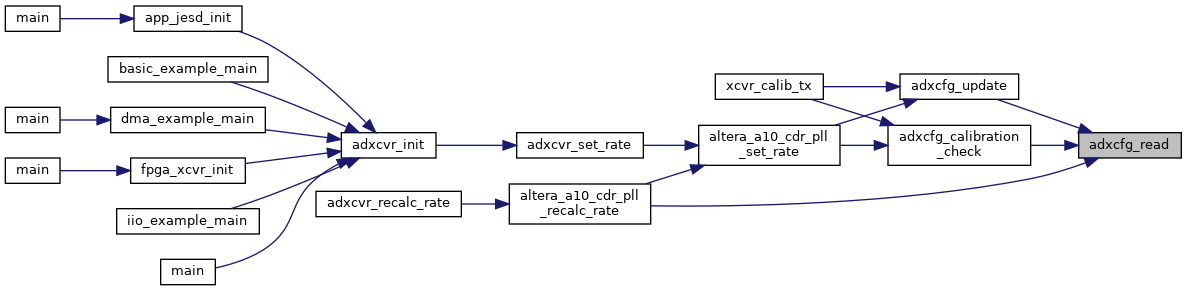 main
app_jesd_init
basic_example_main
main
dma_example_main
main
fpga_xcvr_init
iio_example_main
main
adxcvr_init
adxcvr_recalc_rate
adxcvr_set_rate
altera_a10_cdr_pll
_recalc_rate
xcvr_calib_tx
altera_a10_cdr_pll
_set_rate
adxcfg_update
adxcfg_calibration
_check
adxcfg_read